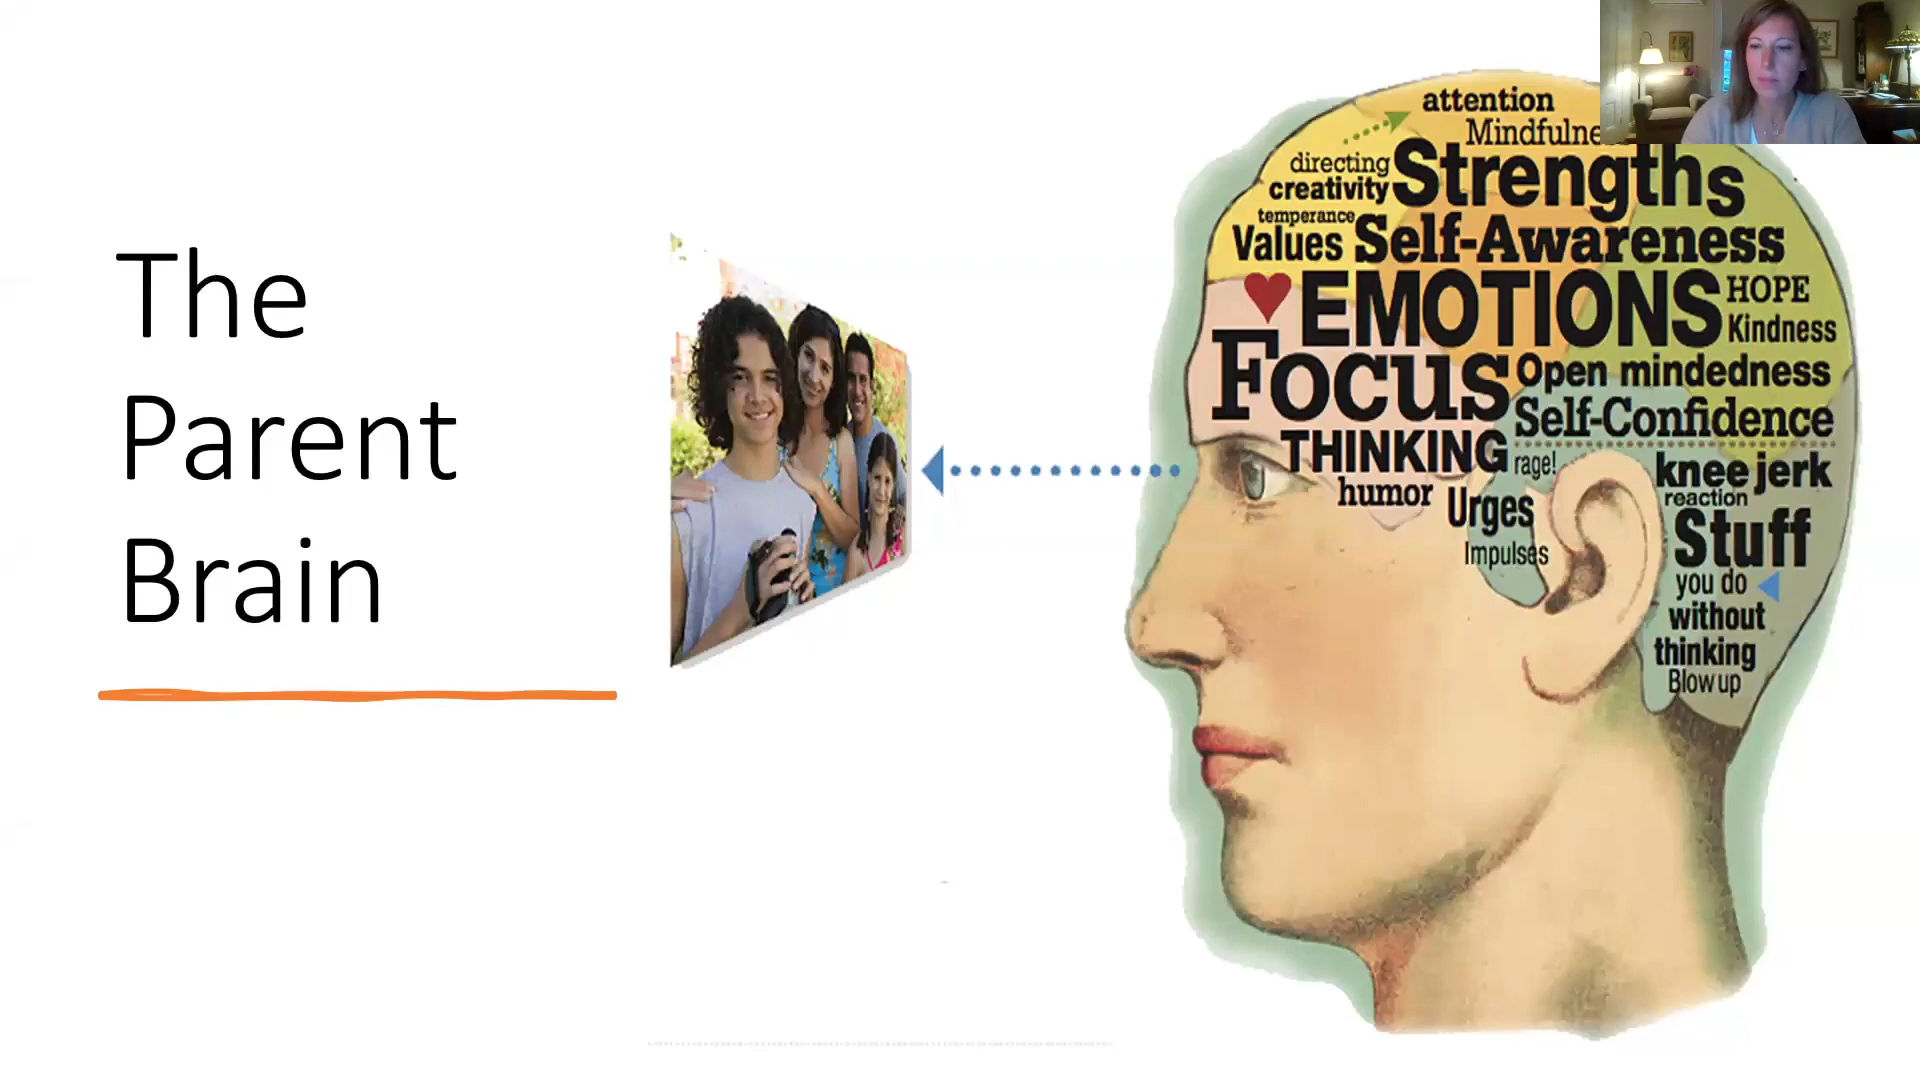 The
Parent
Brain
attention
directing
creativity Strengths
temperance
Values Self-Awareness
EMOTIONS HOPE
Kindness
Focus Open mindedness
Self-Confidence
THINKING rage! knee jerk
humor Urges reaction
Impulses Stuff
you do
without
thinking
Blow up